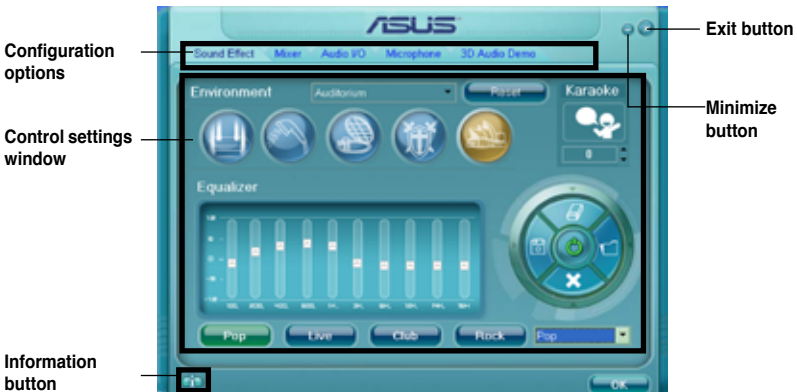 ASUS
Exit button
Configuration options
Sound Effect Mixer Audio I/O Microphone 3D Audio Demo
Minimize button
Environment Auditorium Reset Karaoke
Control settings window
0
Equalizer
Pop Live Club Rock Pop
Information button
OK